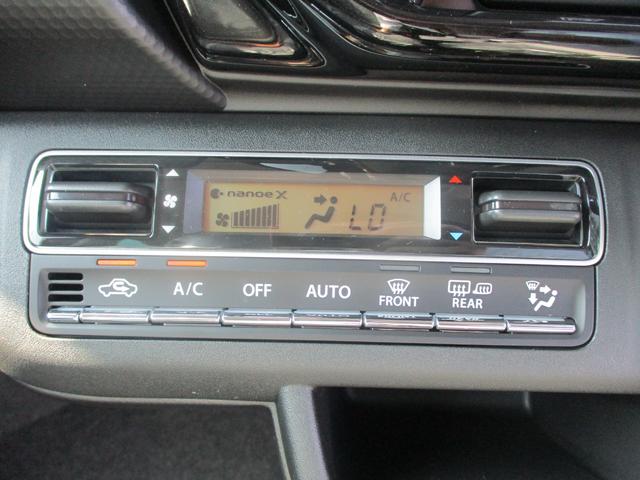 nanoe X
A/C
LO
A/C
OFF
AUTO
FRONT
REAR